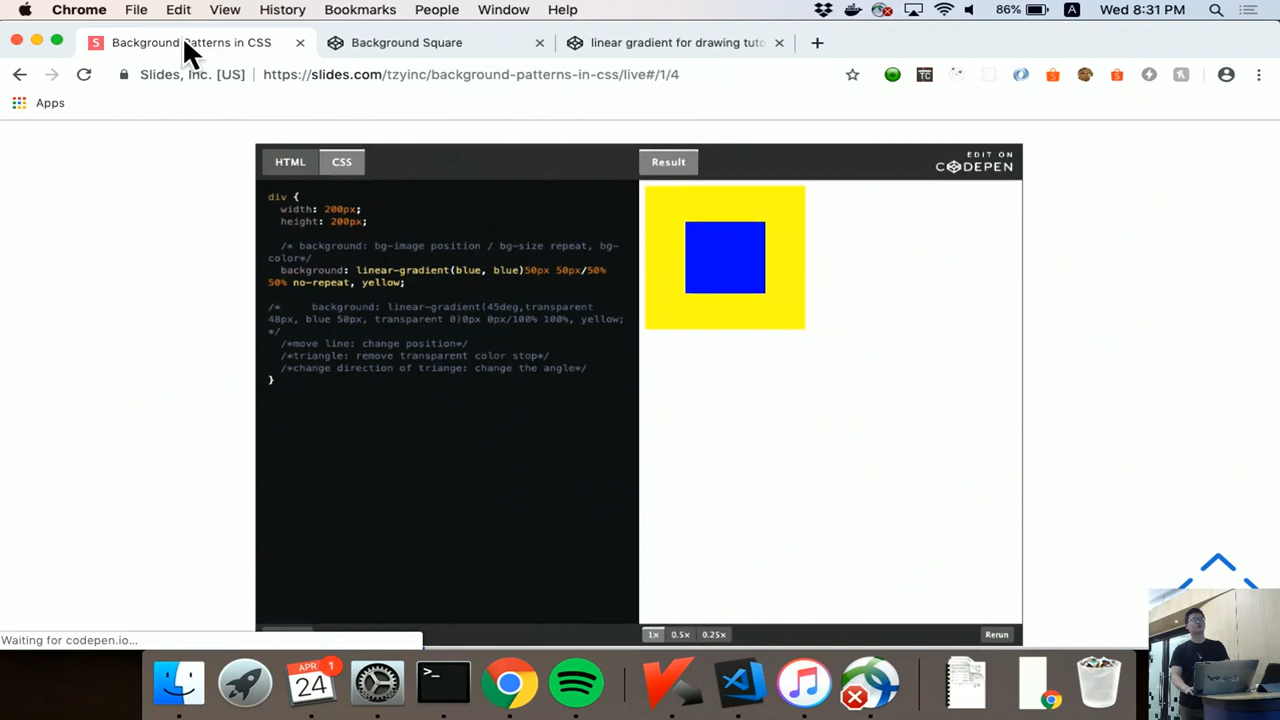 Chrome File Edit View History Bookmarks People Window Help 86% A Wed 8:31 PM
S Background Patterns in CSS × Background Square × linear gradient for drawing tuto × +
Slides, Inc. [US] https://slides.com/tzyinc/background-patterns-in-css/live#/1/4
TC
Apps
HTML CSS Result EDIT ON
CODEPEN
div {
width: 200px;
height: 200px;
/* background: bg-image position / bg-size repeat, bg-
color*/
background: linear-gradient(blue, blue)50px 50px/50%
50% no-repeat, yellow;
/* background: linear-gradient(45deg,transparent
48px, blue 50px, transparent 0)0px 0px/100% 100%, yellow;
*/
/*move line: change position*/
/*triangle: remove transparent color stop*/
/*change direction of triange: change the angle*/
}
Waiting for codepen.io...
1× 0.5× 0.25× Rerun
APR 1
24
>_